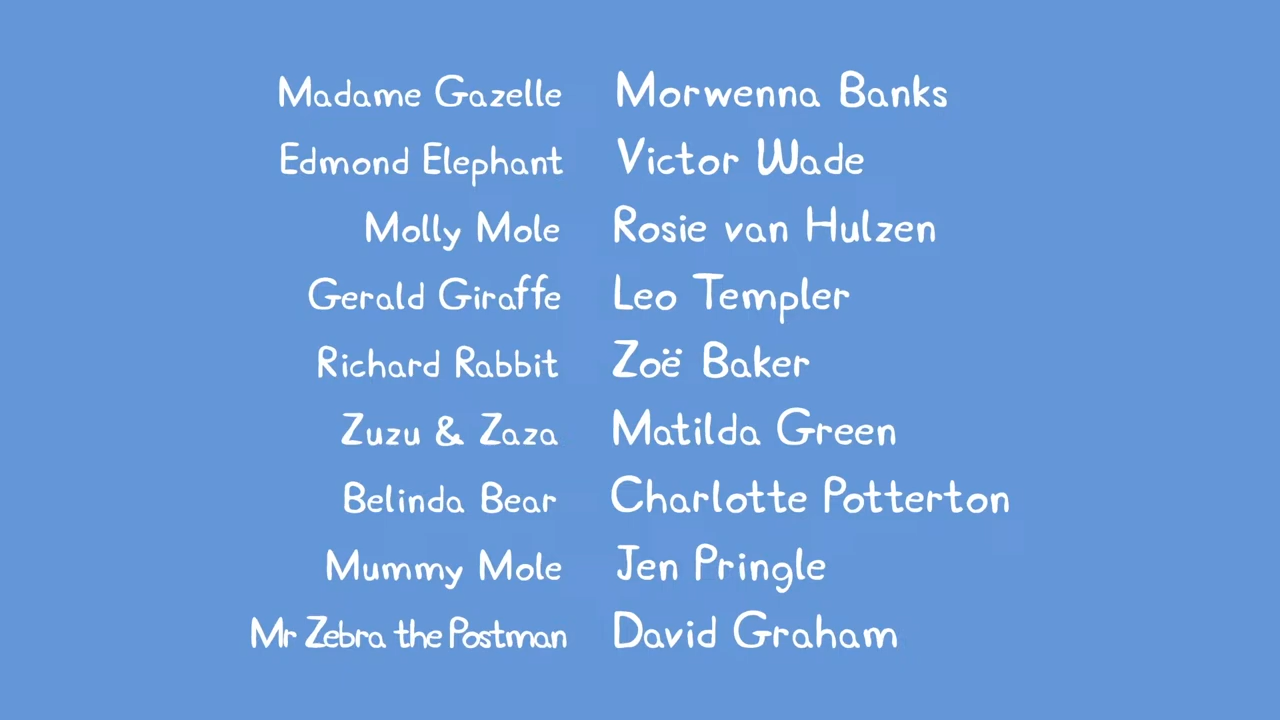 Madame Gazelle Morwenna Banks
Edmond Elephant Victor Wade
Molly Mole Rosie van Hulzen
Gerald Giraffe Leo Templer
Richard Rabbit Zoë Baker
Zuzu & Zaza Matilda Green
Belinda Bear Charlotte Potterton
Mummy Mole Jen Pringle
Mr Zebra the Postman David Graham